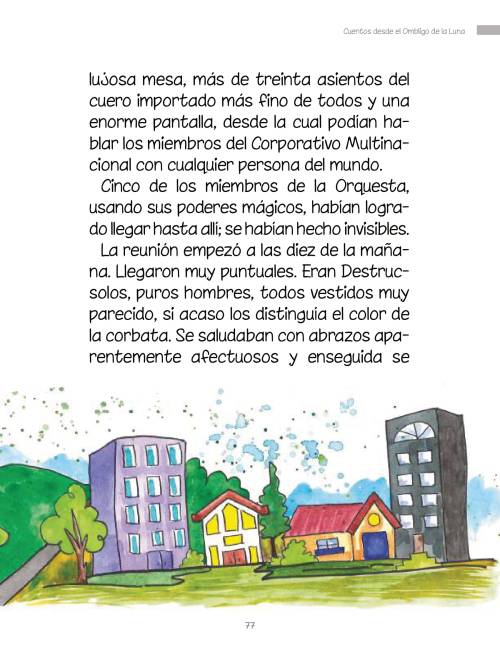 Cuentos desde el Ombligo de la Luna
lujosa mesa, más de treinta asientos del
cuero importado más fino de todos y una
enorme pantalla, desde la cual podían ha-
blar los miembros del Corporativo Multina-
cional con cualquier persona del mundo.
Cinco de los miembros de la Orquesta,
usando sus poderes mágicos, habían logra-
do llegar hasta allí; se habían hecho invisibles.
La reunión empezó a las diez de la maña-
na. Llegaron muy puntuales. Eran Destruc-
solos, puros hombres, todos vestidos muy
parecido, si acaso los distinguía el color de
la corbata. Se saludaban con abrazos apa-
rentemente afectuosos y enseguida se
77